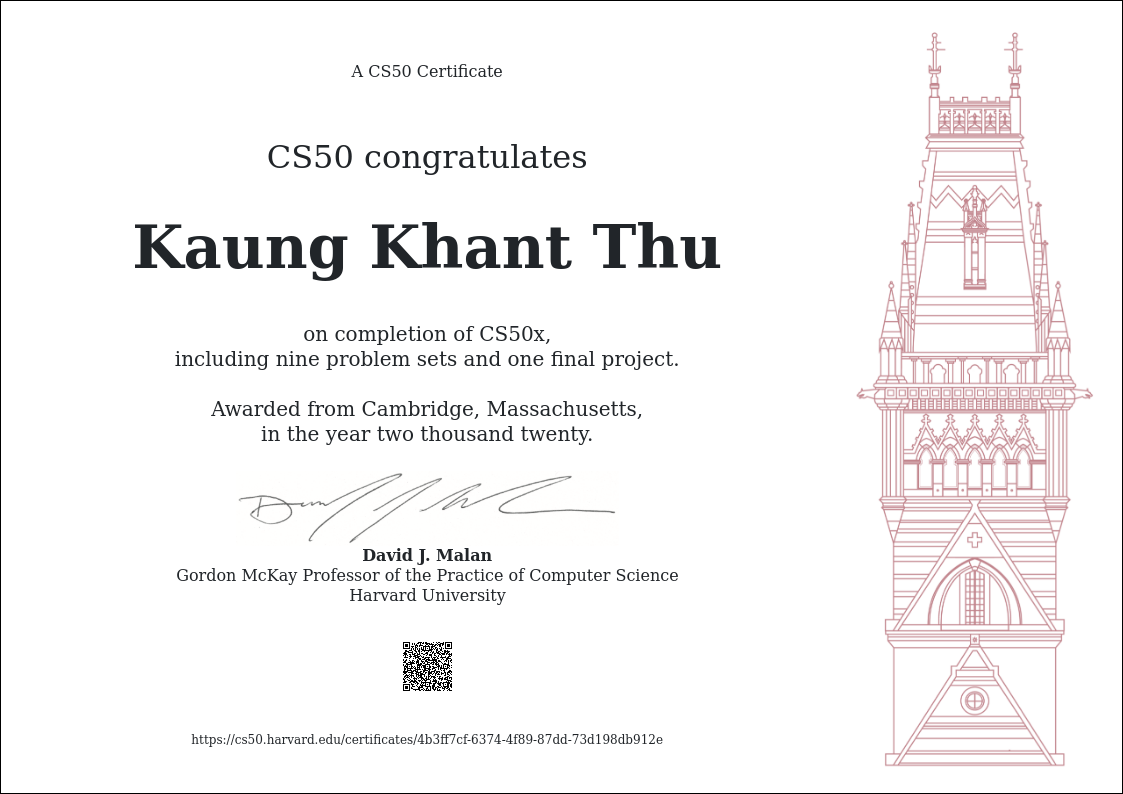 A CS50 Certificate
CS50 congratulates
Kaung Khant Thu
on completion of CS50x,
including nine problem sets and one final project.
Awarded from Cambridge, Massachusetts,
in the year two thousand twenty.
David J. Malan
Gordon McKay Professor of the Practice of Computer Science
Harvard University
https://cs50.harvard.edu/certificates/4b3ff7cf-6374-4f89-87dd-73d198db912e